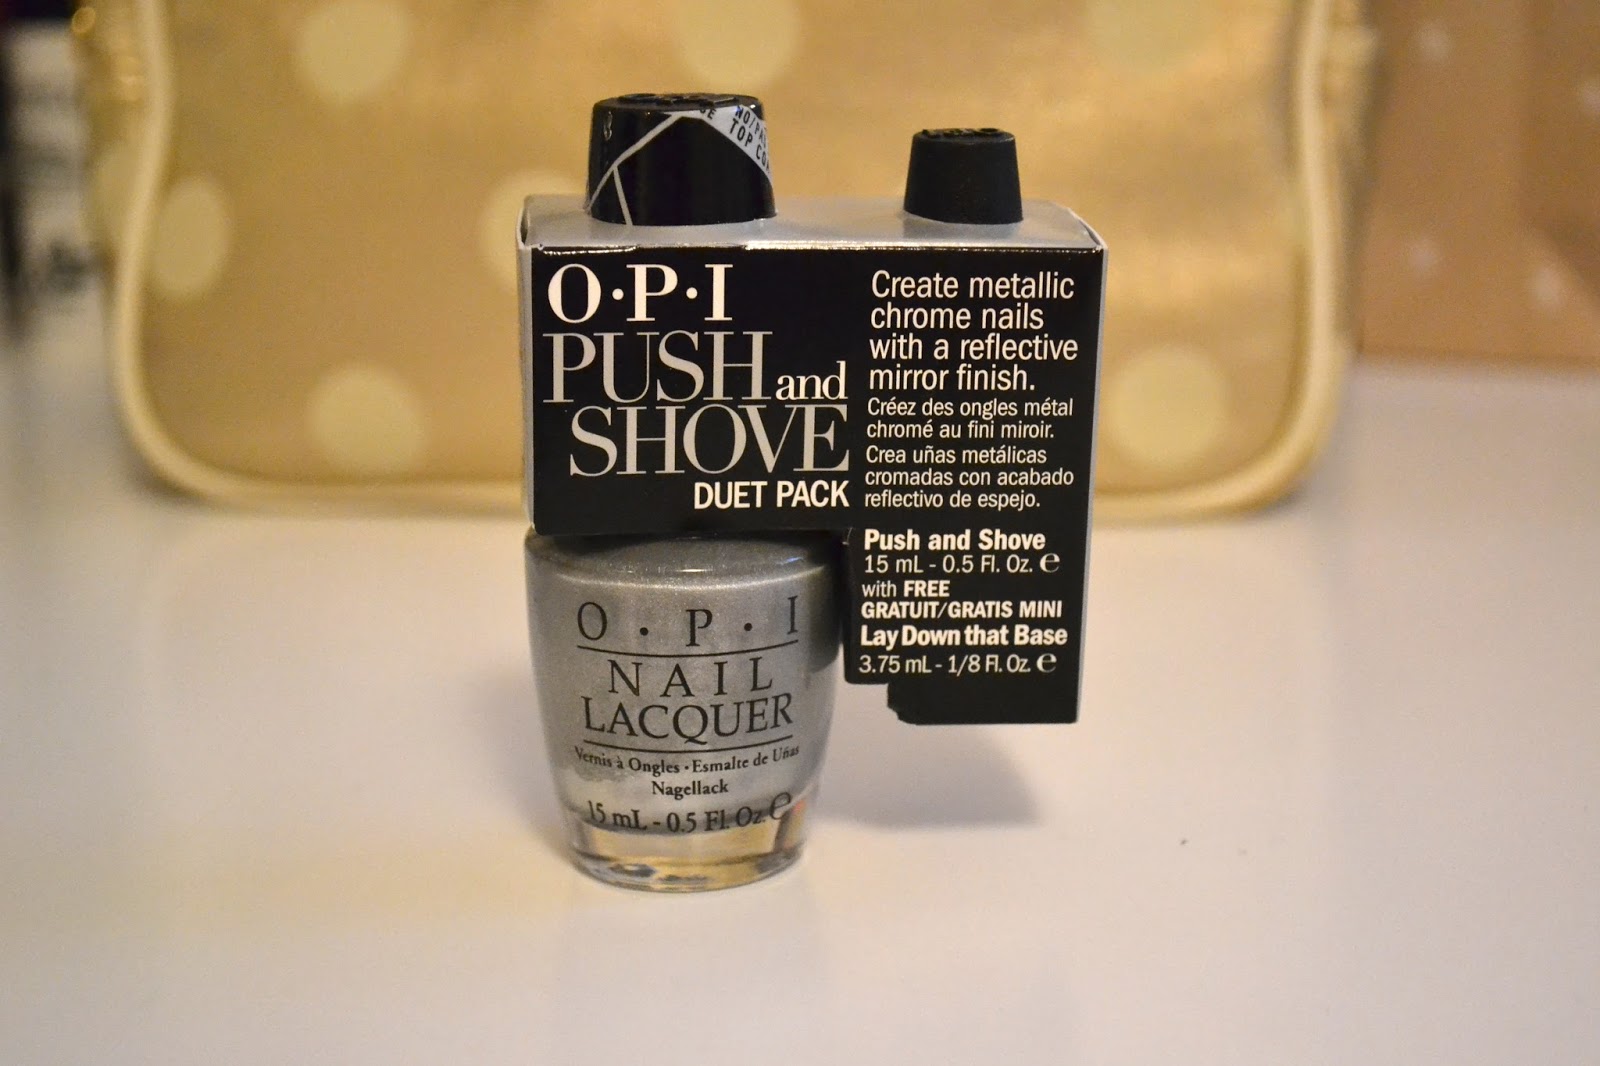 NO/PAS
TOP CO
O·P·I
PUSH and
SHOVE
DUET PACK
Create metallic
chrome nails
with a reflective
mirror finish.
Créez des ongles métal
chromé au fini miroir.
Crea uñas metálicas
cromadas con acabado
reflectivo de espejo.
Push and Shove
15 mL - 0.5 Fl. Oz. ℮
with FREE
GRATUIT/GRATIS MINI
Lay Down that Base
3.75 mL - 1/8 Fl. Oz. ℮
O · P · I
NAIL
LACQUER
Vernis à Ongles · Esmalte de Uñas
Nagellack
15 mL - 0.5 Fl. Oz. ℮